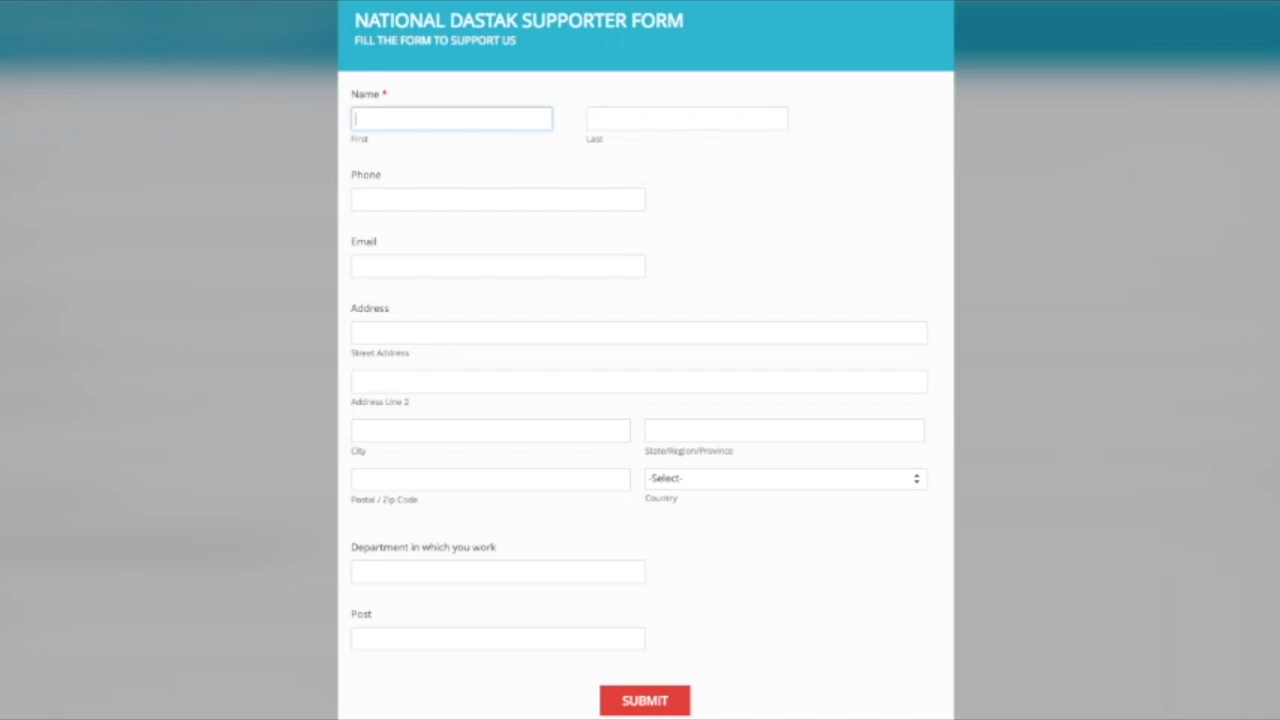 NATIONAL DASTAK SUPPORTER FORM
FILL THE FORM TO SUPPORT US
Name *
First Last
Phone
Email
Address
Street Address
Address Line 2
City State/Region/Province
-Select-
Postal / Zip Code Country
Department in which you work
Post
SUBMIT